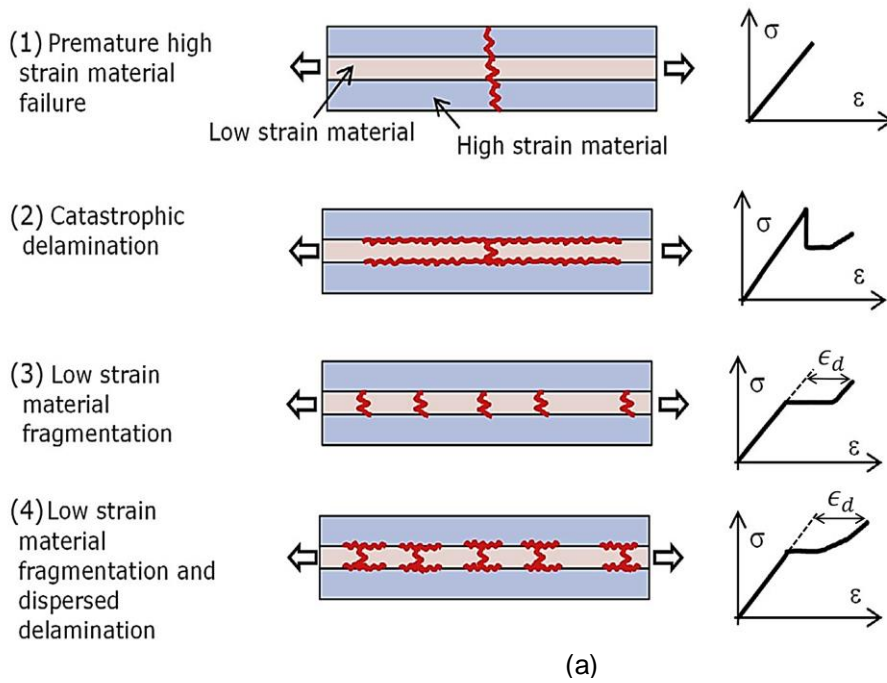 (1) Premature high
strain material
failure
Low strain material
High strain material
σ
ε
(2) Catastrophic
delamination
σ
ε
(3) Low strain
material
fragmentation
σ
ϵd
ε
(4) Low strain
material
fragmentation and
dispersed
delamination
σ
ϵd
ε
(a)